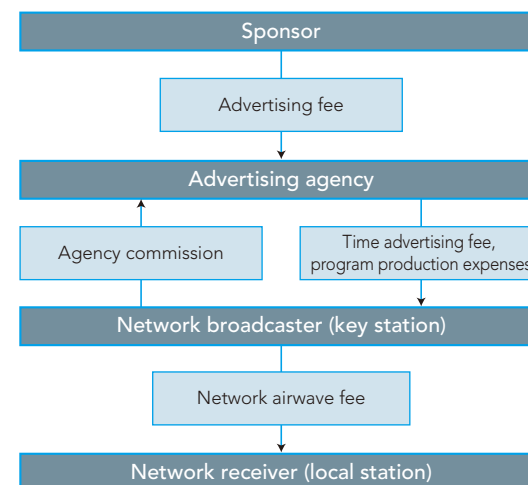 Sponsor
Advertising fee
Advertising agency
Agency commission
Time advertising fee,
program production expenses
Network broadcaster (key station)
Network airwave fee
Network receiver (local station)